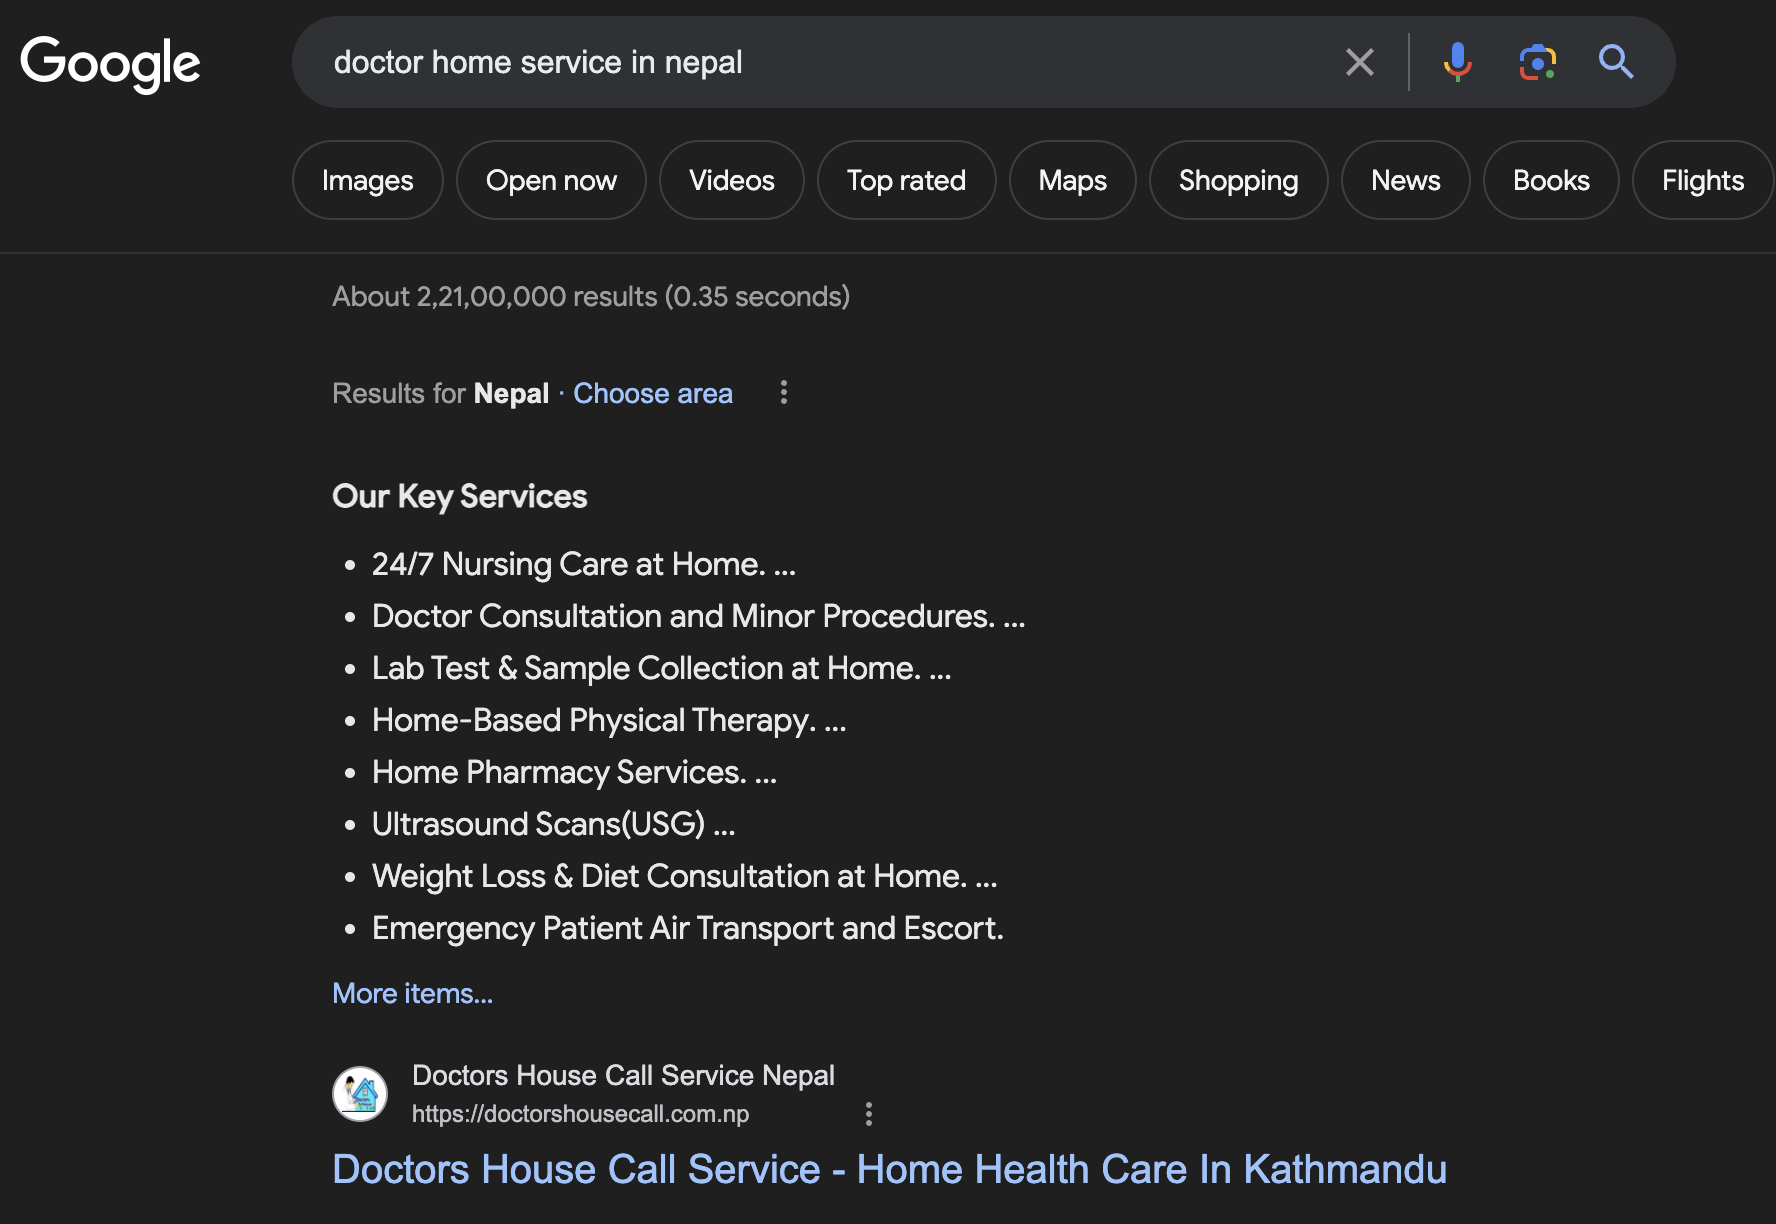 Google
doctor home service in nepal
Images Open now Videos Top rated Maps Shopping News Books Flights
About 2,21,00,000 results (0.35 seconds)
Results for Nepal · Choose area
Our Key Services
• 24/7 Nursing Care at Home. ...
• Doctor Consultation and Minor Procedures. ...
• Lab Test & Sample Collection at Home. ...
• Home-Based Physical Therapy. ...
• Home Pharmacy Services. ...
• Ultrasound Scans(USG) ...
• Weight Loss & Diet Consultation at Home. ...
• Emergency Patient Air Transport and Escort.
More items...
Doctors House Call Service Nepal
https://doctorshousecall.com.np
Doctors House Call Service - Home Health Care In Kathmandu